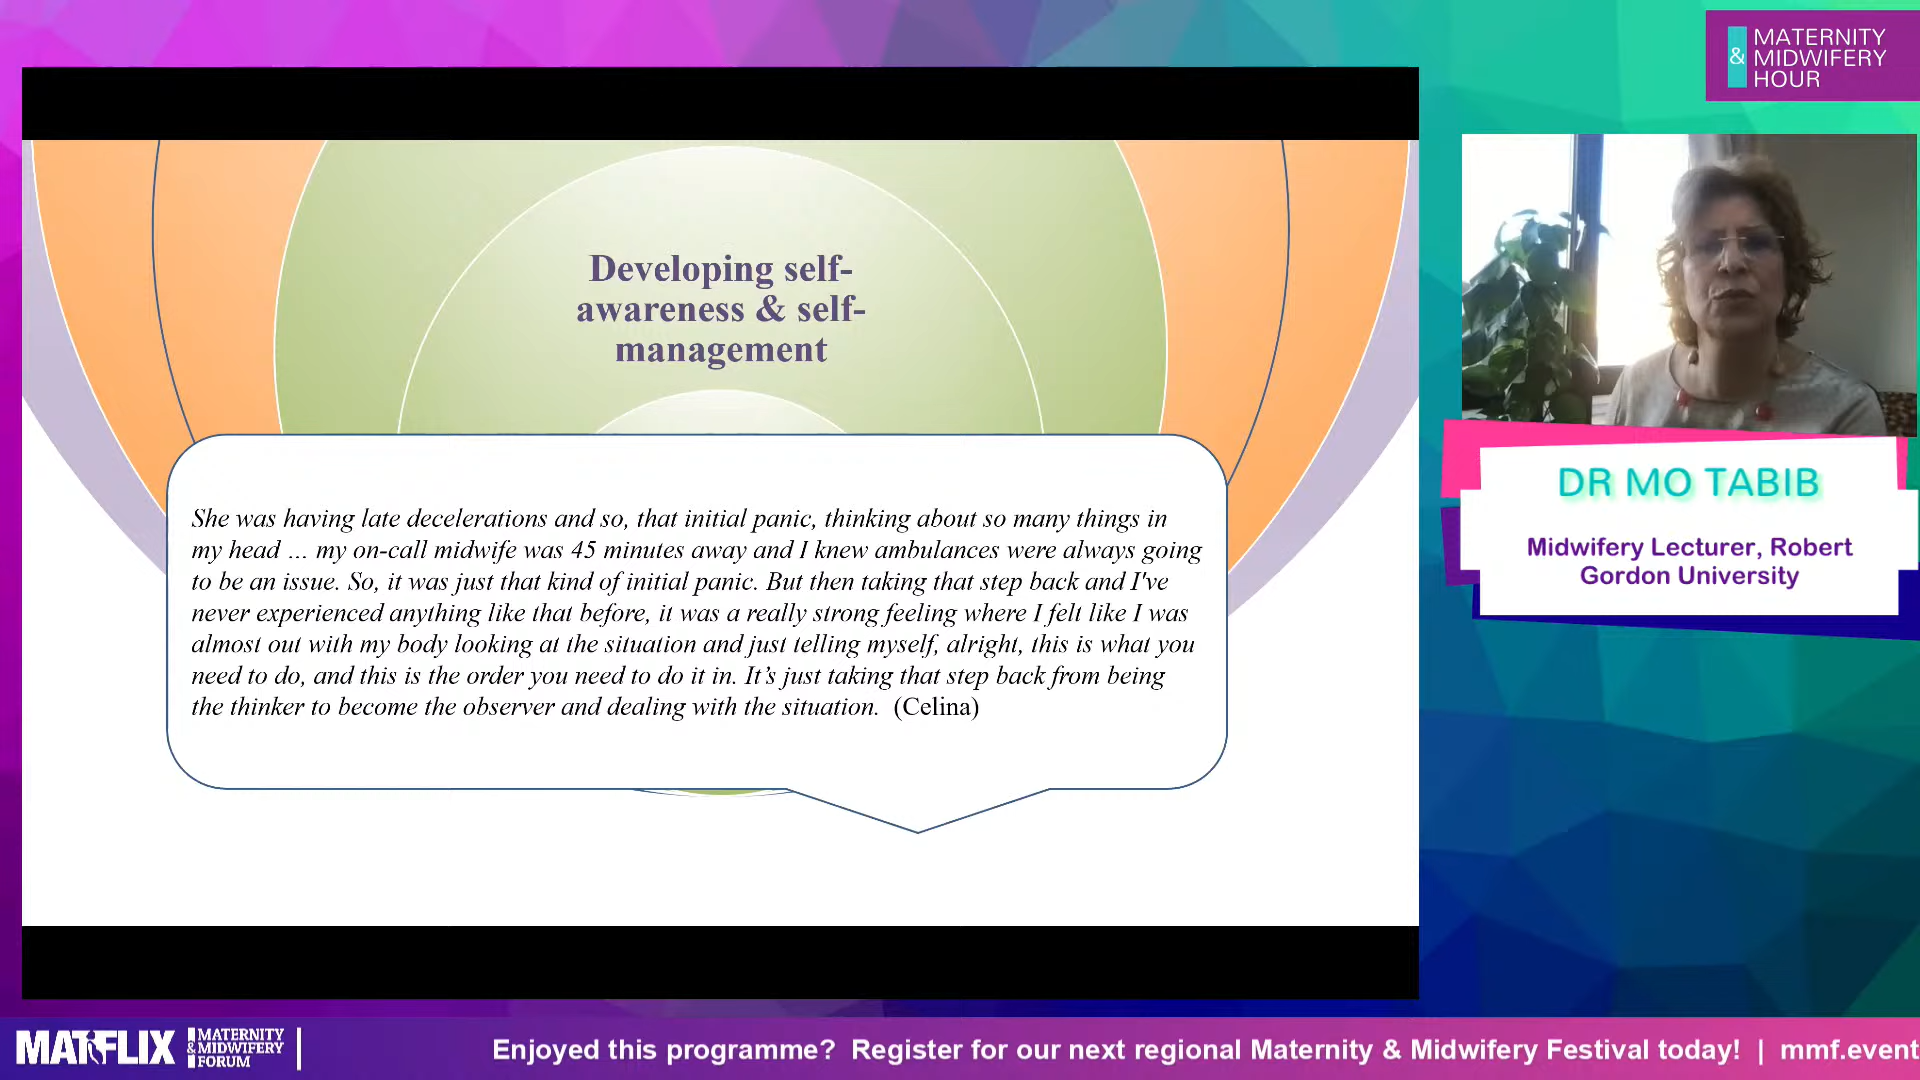 MATERNITY
& MIDWIFERY
HOUR
Developing self-
awareness & self-
management
She was having late decelerations and so, that initial panic, thinking about so many things in
my head … my on-call midwife was 45 minutes away and I knew ambulances were always going
to be an issue. So, it was just that kind of initial panic. But then taking that step back and I've
never experienced anything like that before, it was a really strong feeling where I felt like I was
almost out with my body looking at the situation and just telling myself, alright, this is what you
need to do, and this is the order you need to do it in. It’s just taking that step back from being
the thinker to become the observer and dealing with the situation. (Celina)
DR MO TABIB
Midwifery Lecturer, Robert
Gordon University
MATFLIX
MATERNITY
& MIDWIFERY
FORUM
Enjoyed this programme? Register for our next regional Maternity & Midwifery Festival today! | mmf.event